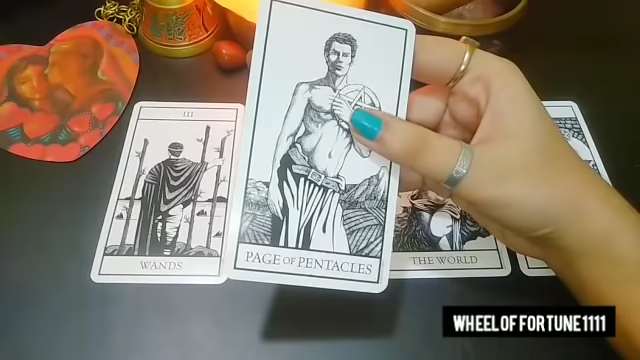 III
WANDS
PAGE OF PENTACLES
THE WORLD
WHEEL OF FORTUNE 1111